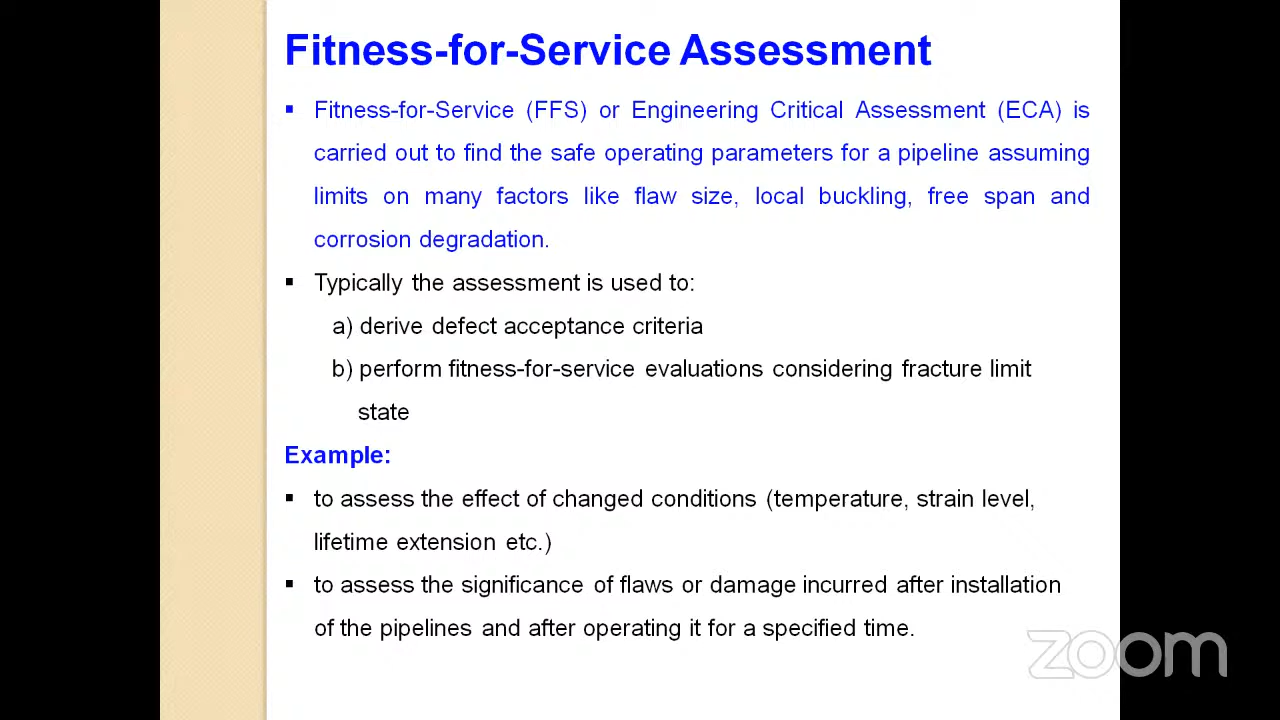 Fitness-for-Service Assessment
▪ Fitness-for-Service (FFS) or Engineering Critical Assessment (ECA) is
carried out to find the safe operating parameters for a pipeline assuming
limits on many factors like flaw size, local buckling, free span and
corrosion degradation.
▪ Typically the assessment is used to:
a) derive defect acceptance criteria
b) perform fitness-for-service evaluations considering fracture limit
state
Example:
▪ to assess the effect of changed conditions (temperature, strain level,
lifetime extension etc.)
▪ to assess the significance of flaws or damage incurred after installation
of the pipelines and after operating it for a specified time.
zoom